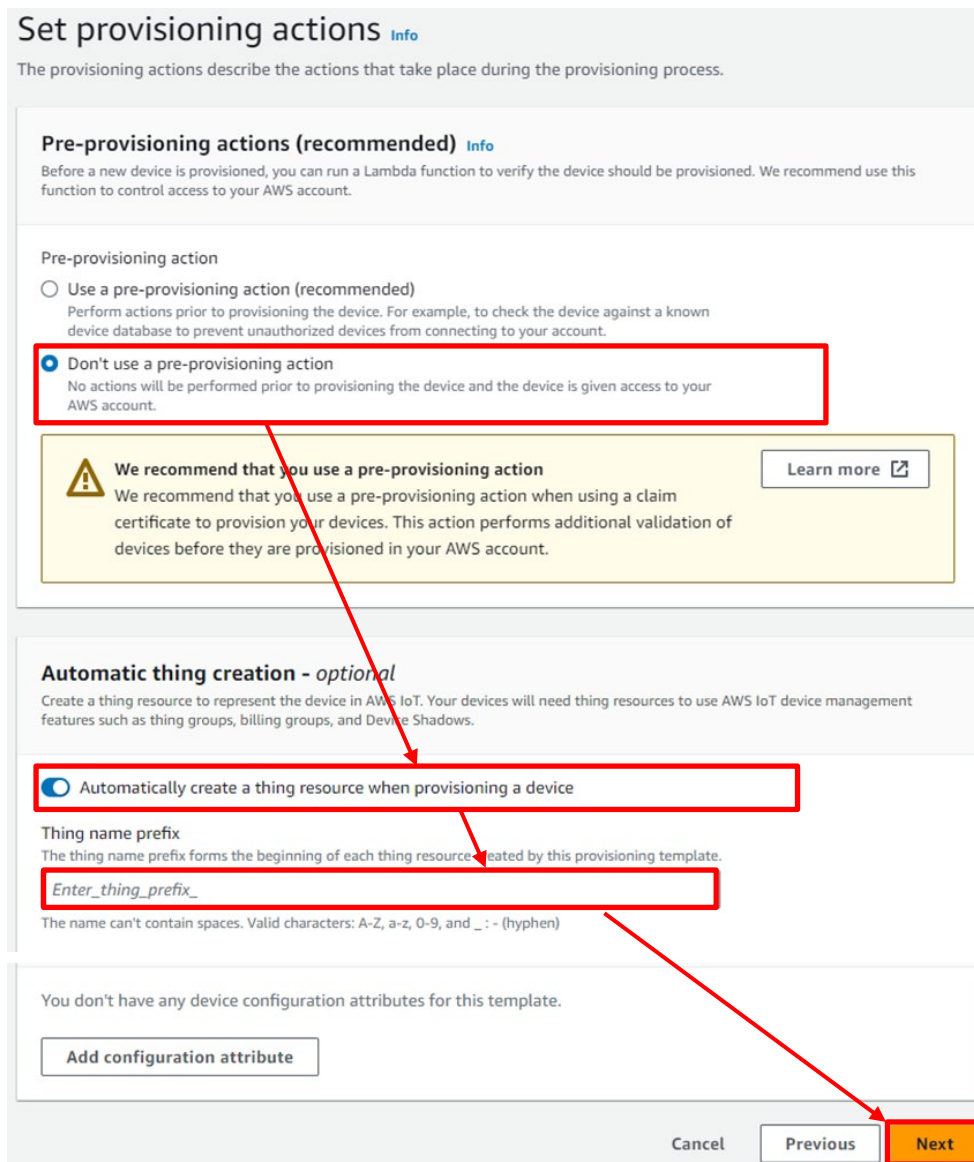 Set provisioning actions Info
The provisioning actions describe the actions that take place during the provisioning process.
Pre-provisioning actions (recommended) Info
Before a new device is provisioned, you can run a Lambda function to verify the device should be provisioned. We recommend use this
function to control access to your AWS account.
Pre-provisioning action
Use a pre-provisioning action (recommended)
Perform actions prior to provisioning the device. For example, to check the device against a known
device database to prevent unauthorized devices from connecting to your account.
Don't use a pre-provisioning action
No actions will be performed prior to provisioning the device and the device is given access to your
AWS account.
We recommend that you use a pre-provisioning action
Learn more
We recommend that you use a pre-provisioning action when using a claim
certificate to provision your devices. This action performs additional validation of
devices before they are provisioned in your AWS account.
Automatic thing creation - optional
Create a thing resource to represent the device in AWS IoT. Your devices will need thing resources to use AWS IoT device management
features such as thing groups, billing groups, and Device Shadows.
Automatically create a thing resource when provisioning a device
Thing name prefix
The thing name prefix forms the beginning of each thing resource created by this provisioning template.
Enter_thing_prefix_
The name can't contain spaces. Valid characters: A-Z, a-z, 0-9, and _ : - (hyphen)
You don't have any device configuration attributes for this template.
Add configuration attribute
Cancel Previous Next